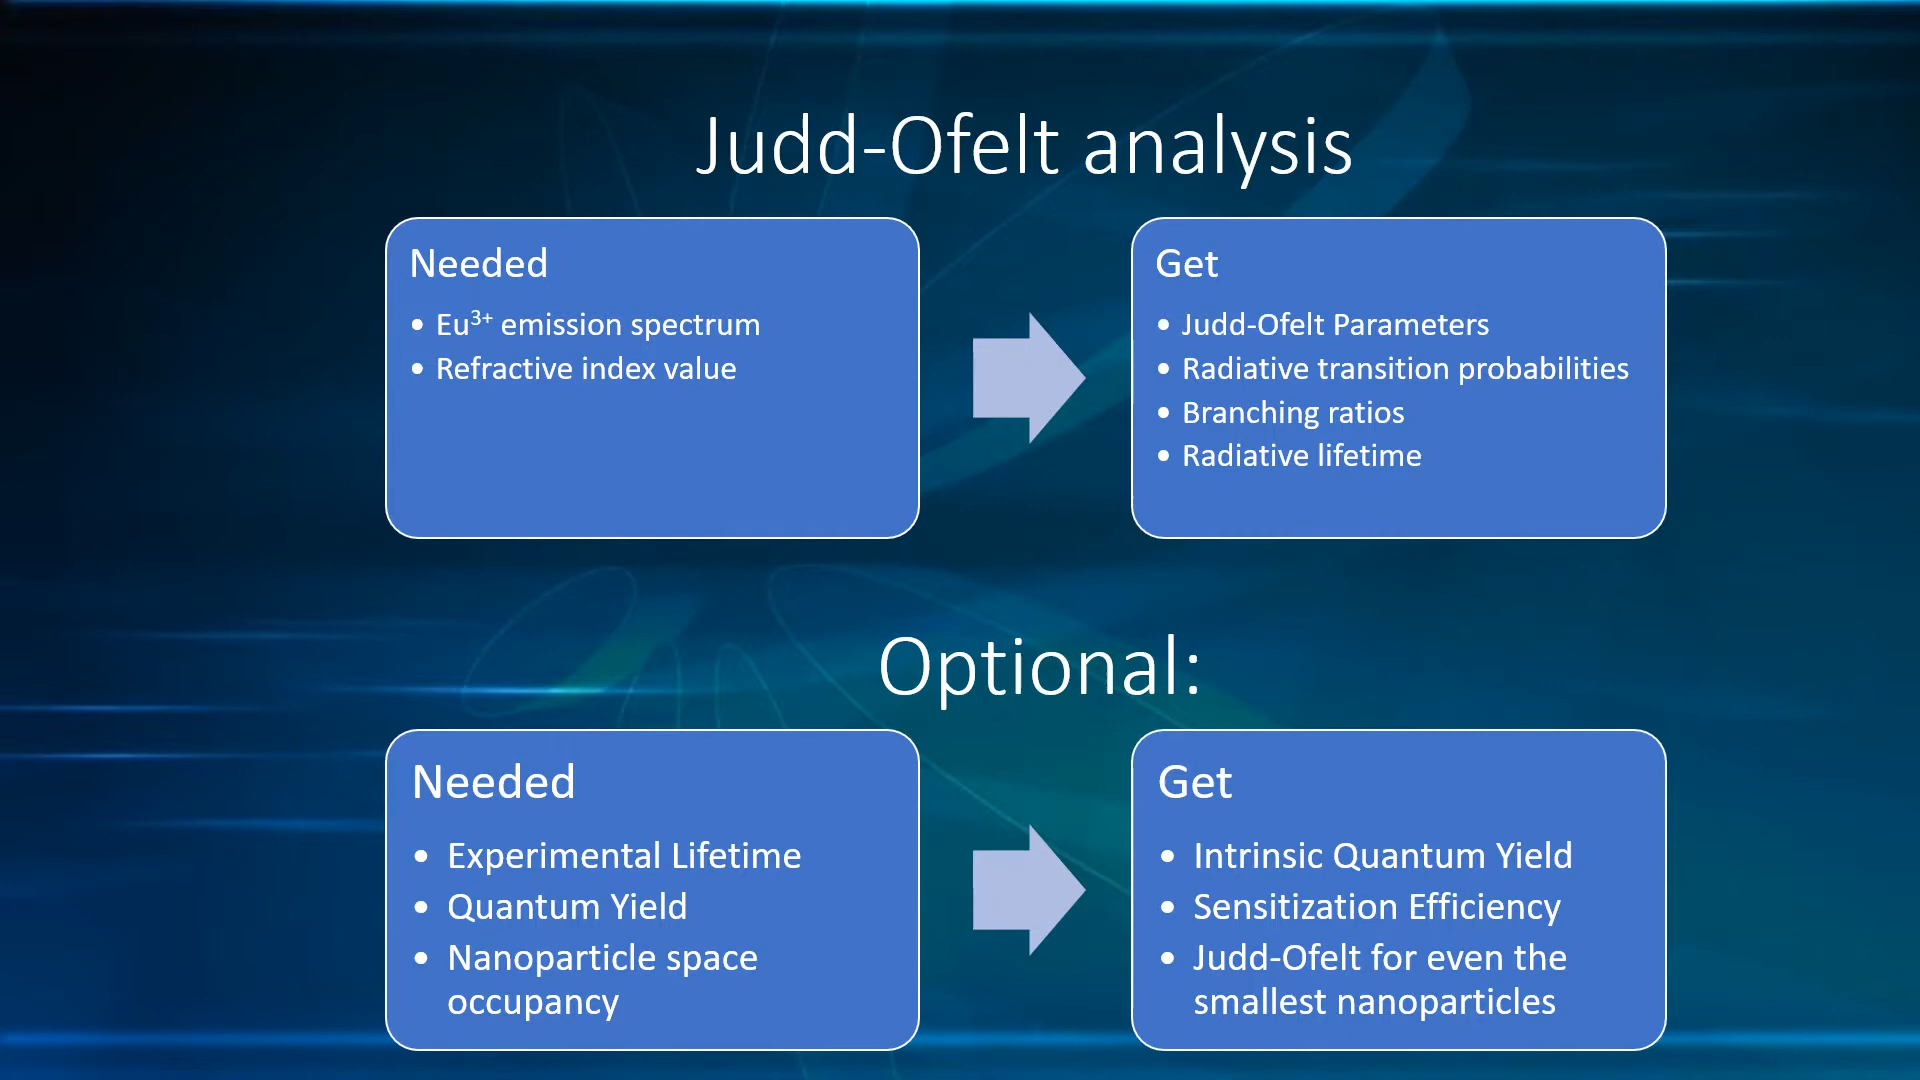 Judd-Ofelt analysis
Needed
• Eu³⁺ emission spectrum
• Refractive index value
Get
• Judd-Ofelt Parameters
• Radiative transition probabilities
• Branching ratios
• Radiative lifetime
Optional:
Needed
• Experimental Lifetime
• Quantum Yield
• Nanoparticle space
occupancy
Get
• Intrinsic Quantum Yield
• Sensitization Efficiency
• Judd-Ofelt for even the
smallest nanoparticles